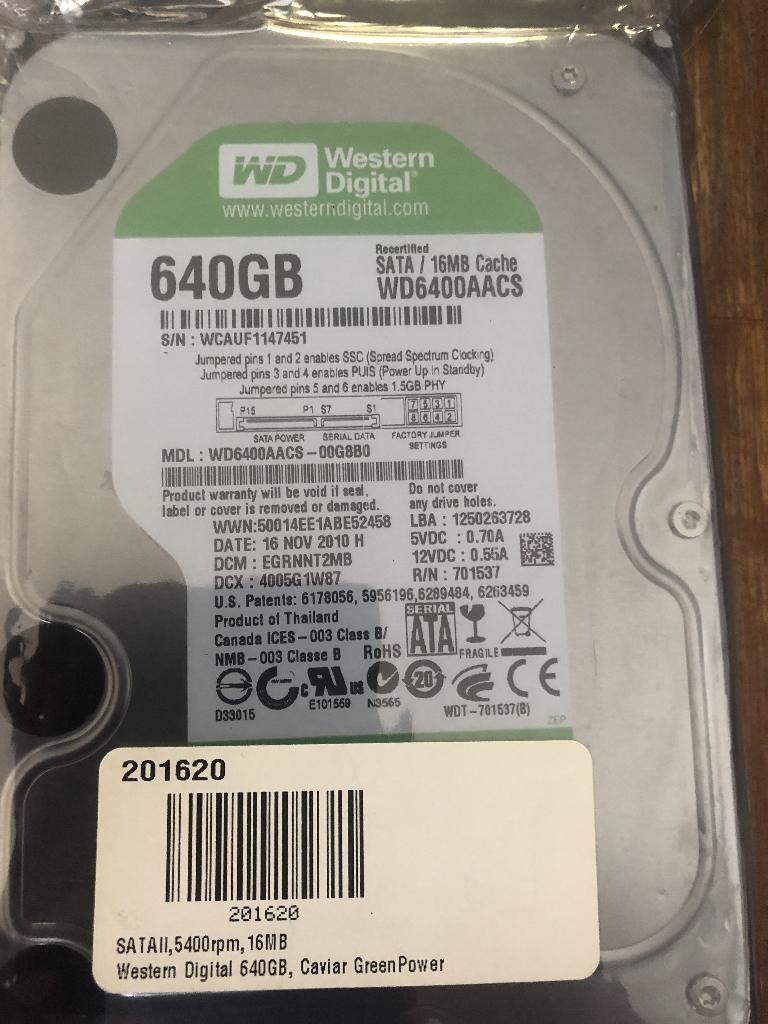 WD Western Digital®
www.westerndigital.com
640GB
Recertified
SATA / 16MB Cache
WD6400AACS
S/N : WCAUF1147451
Jumpered pins 1 and 2 enables SSC (Spread Spectrum Clocking)
Jumpered pins 3 and 4 enables PUIS (Power Up In Standby)
Jumpered pins 5 and 6 enables 1.5GB PHY
P15 P1 S7 S1 7 5 3 1
8 6 4 2
SATA POWER SERIAL DATA FACTORY JUMPER SETTINGS
MDL : WD6400AACS-00G8B0
Product warranty will be void if seal,
label or cover is removed or damaged.
Do not cover
any drive holes.
WWN:50014EE1ABE52458
LBA : 1250263728
DATE: 16 NOV 2010 H
5VDC : 0.70A
DCM : EGRNNT2MB
12VDC : 0.55A
DCX : 4005G1W87
R/N : 701537
U.S. Patents: 6178056, 5956196,6289484, 6263459
Product of Thailand
Canada ICES-003 Class B/
NMB-003 Classe B
RoHS
SERIAL ATA
FRAGILE
20
CE
D33015
c UR us
E101559
N3565
WDT-701537(B)
ZEP
201620
201620
SATAII,5400rpm,16MB
Western Digital 640GB, Caviar GreenPower